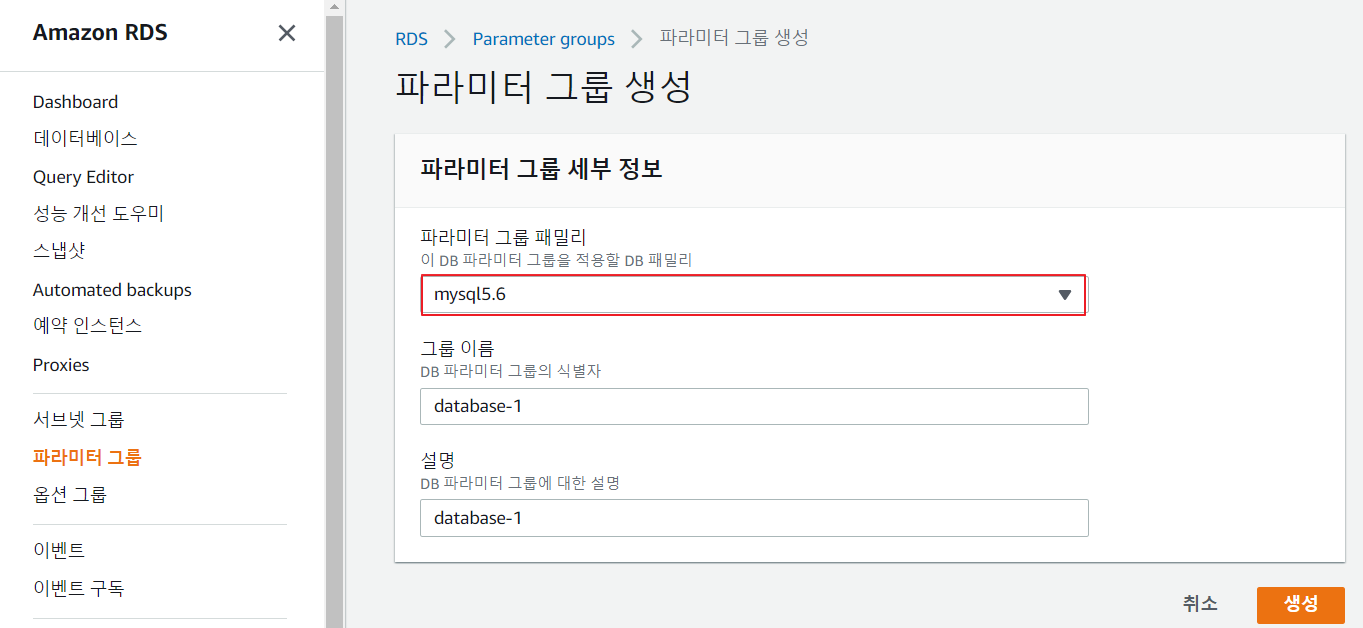 Amazon RDS
Dashboard
데이터베이스
Query Editor
성능 개선 도우미
스냅샷
Automated backups
예약 인스턴스
Proxies
서브넷 그룹
파라미터 그룹
옵션 그룹
이벤트
이벤트 구독
RDS > Parameter groups > 파라미터 그룹 생성
파라미터 그룹 생성
파라미터 그룹 세부 정보
파라미터 그룹 패밀리
이 DB 파라미터 그룹을 적용할 DB 패밀리
mysql5.6
그룹 이름
DB 파라미터 그룹의 식별자
database-1
설명
DB 파라미터 그룹에 대한 설명
database-1
취소 생성